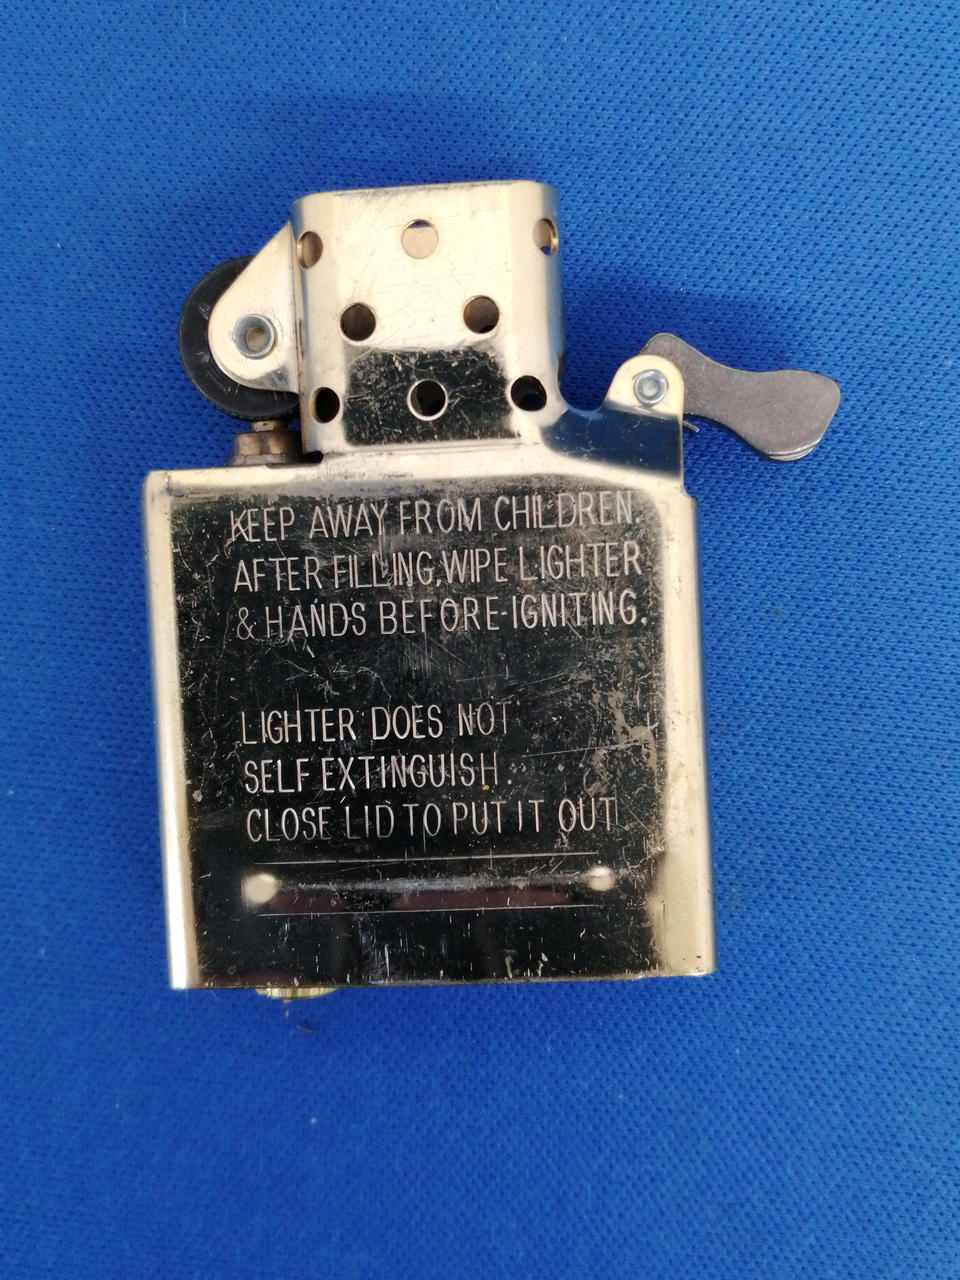 KEEP AWAY FROM CHILDREN
AFTER FILLING, WIPE LIGHTER
& HANDS BEFORE IGNITING.
LIGHTER DOES NOT
SELF EXTINGUISH
CLOSE LID TO PUT IT OUT